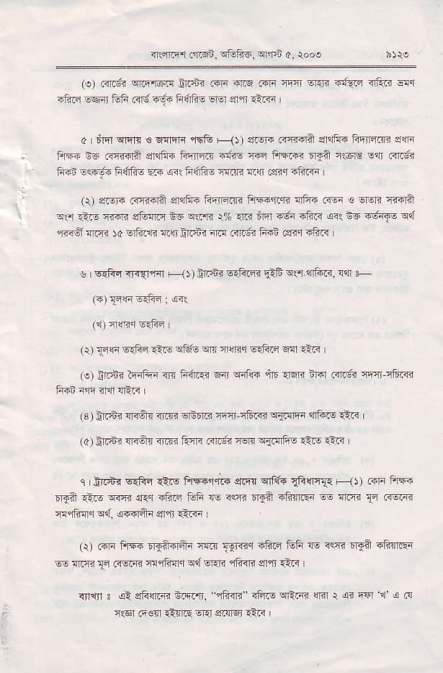 বাংলাদেশ গেজেট, অতিরিক্ত, আগস্ট ৫, ২০০৩ ৯১২৩
(৩) বোর্ডের আদেশক্রমে ট্রাস্টের কোন কাজে কোন সদস্য তাহার কর্মস্থলে বাহিরে ভ্রমণ
করিলে তজ্জন্য তিনি বোর্ড কর্তৃক নির্ধারিত ভাতা প্রাপ্য হইবেন।
৫। চাঁদা আদায় ও জমাদান পদ্ধতি।—(১) প্রত্যেক বেসরকারী প্রাথমিক বিদ্যালয়ের প্রধান
শিক্ষক উক্ত বেসরকারী প্রাথমিক বিদ্যালয়ে কর্মরত সকল শিক্ষকের চাকুরী সংক্রান্ত তথ্য বোর্ডের
নিকট তৎকর্তৃক নির্ধারিত ছকে এবং নির্ধারিত সময়ের মধ্যে প্রেরণ করিবেন।
(২) প্রত্যেক বেসরকারী প্রাথমিক বিদ্যালয়ের শিক্ষকগণের মাসিক বেতন ও ভাতার সরকারী
অংশ হইতে সরকার প্রতিমাসে উক্ত অংশের ২% হারে চাঁদা কর্তন করিবে এবং উক্ত কর্তনকৃত অর্থ
পরবর্তী মাসের ১৫ তারিখের মধ্যে ট্রাস্টের নামে বোর্ডের নিকট প্রেরণ করিবে।
৬। তহবিল ব্যবস্থাপনা।—(১) ট্রাস্টের তহবিলের দুইটি অংশ থাকিবে, যথা ঃ—
(ক) মূলধন তহবিল ; এবং
(খ) সাধারণ তহবিল।
(২) মূলধন তহবিল হইতে অর্জিত আয় সাধারণ তহবিলে জমা হইবে।
(৩) ট্রাস্টের দৈনন্দিন ব্যয় নির্বাহের জন্য অনধিক পাঁচ হাজার টাকা বোর্ডের সদস্য-সচিবের
নিকট নগদ রাখা যাইবে।
(৪) ট্রাস্টের যাবতীয় ব্যয়ের ভাউচারে সদস্য-সচিবের অনুমোদন থাকিতে হইবে।
(৫) ট্রাস্টের যাবতীয় ব্যয়ের হিসাব বোর্ডের সভায় অনুমোদিত হইতে হইবে।
৭। ট্রাস্টের তহবিল হইতে শিক্ষকগণকে প্রদেয় আর্থিক সুবিধাসমূহ।—(১) কোন শিক্ষক
চাকুরী হইতে অবসর গ্রহণ করিলে তিনি যত বৎসর চাকুরী করিয়াছেন তত মাসের মূল বেতনের
সমপরিমাণ অর্থ, এককালীন প্রাপ্য হইবেন।
(২) কোন শিক্ষক চাকুরীকালীন সময়ে মৃত্যুবরণ করিলে তিনি যত বৎসর চাকুরী করিয়াছেন
তত মাসের মূল বেতনের সমপরিমাণ অর্থ তাহার পরিবার প্রাপ্য হইবে।
ব্যাখ্যা ঃ এই প্রবিধানের উদ্দেশ্যে, “পরিবার” বলিতে আইনের ধারা ২ এর দফা ‘খ’ এ যে
সংজ্ঞা দেওয়া হইয়াছে তাহা প্রযোজ্য হইবে।